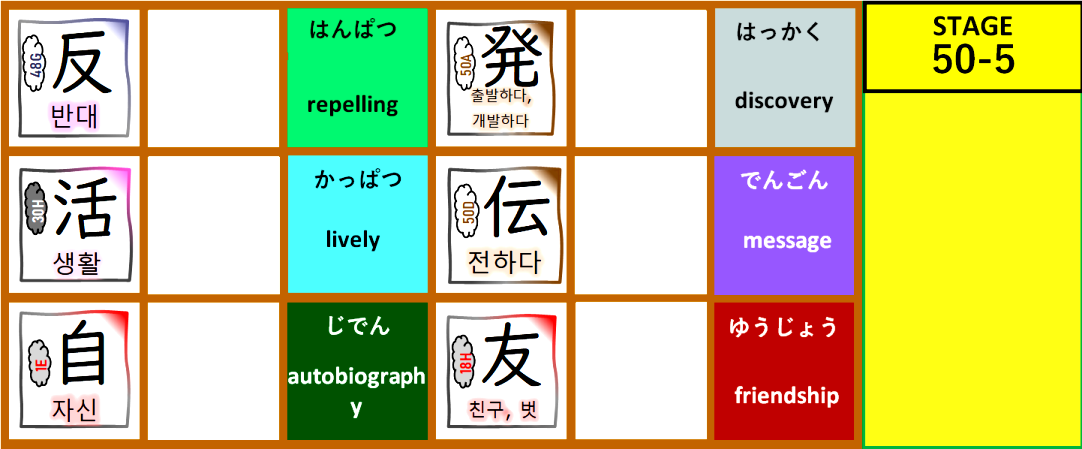 48G
反
반대
はんぱつ
repelling
50A
発
출발하다,
개발하다
はっかく
discovery
STAGE
50-5
30H
活
생활
かっぱつ
lively
50D
伝
전하다
でんごん
message
1E
自
자신
じでん
autobiograph
y
18H
友
친구, 벗
ゆうじょう
friendship